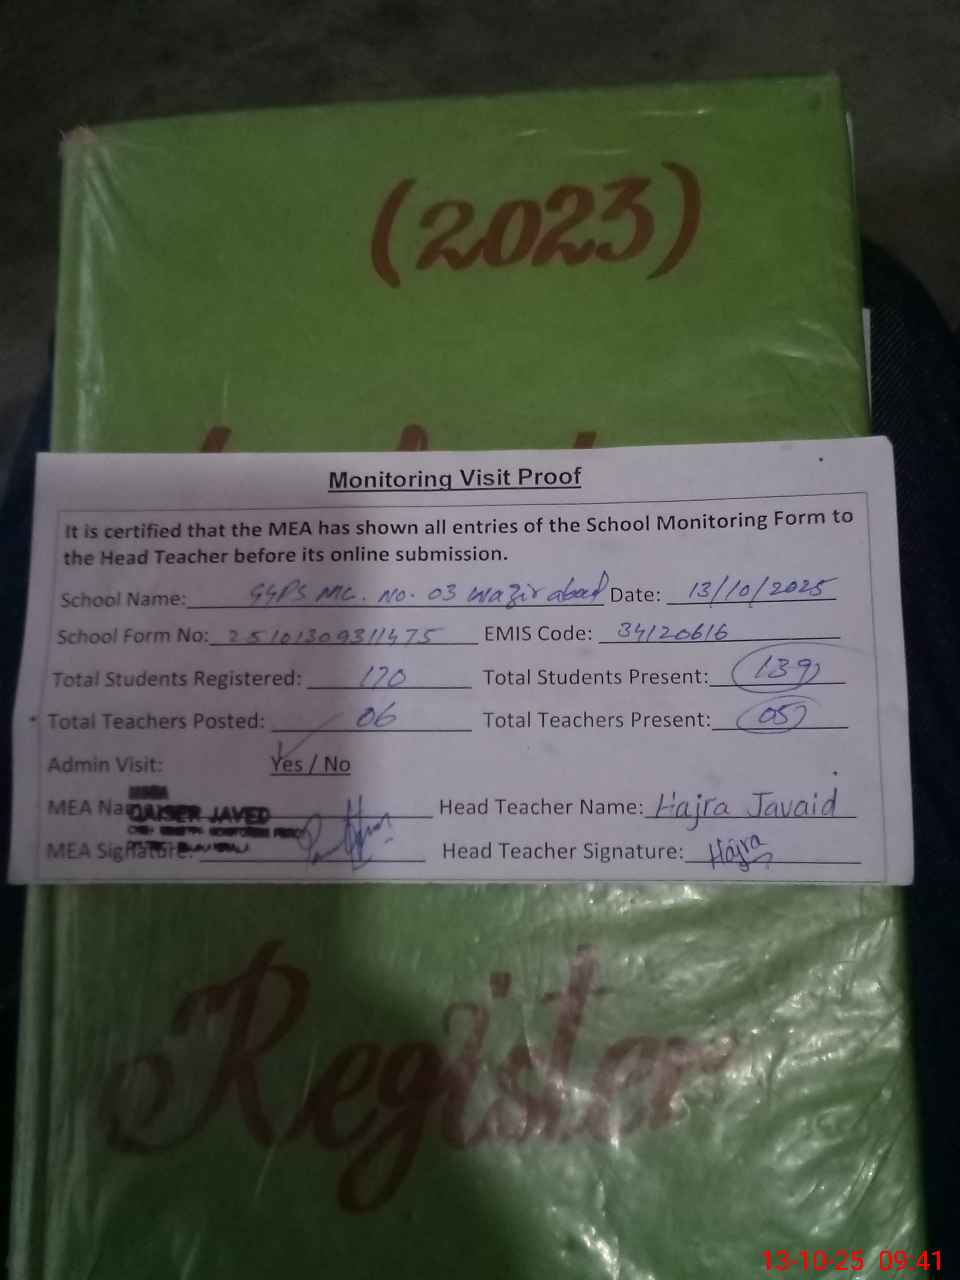 (2023)
Monitoring Visit Proof
It is certified that the MEA has shown all entries of the School Monitoring Form to
the Head Teacher before its online submission.
School Name: GGPS MC. No. 03 Wazirabad Date: 13/10/2025
School Form No: 25101309311475 EMIS Code: 34120616
Total Students Registered: 170 Total Students Present: 139
Total Teachers Posted: 06 Total Teachers Present: 05
Admin Visit: Yes / No
MEA QAISER JAVED Head Teacher Name: Hajra Javaid
MEA Signature: Head Teacher Signature: Hajra
Register
13-10-25 09:41